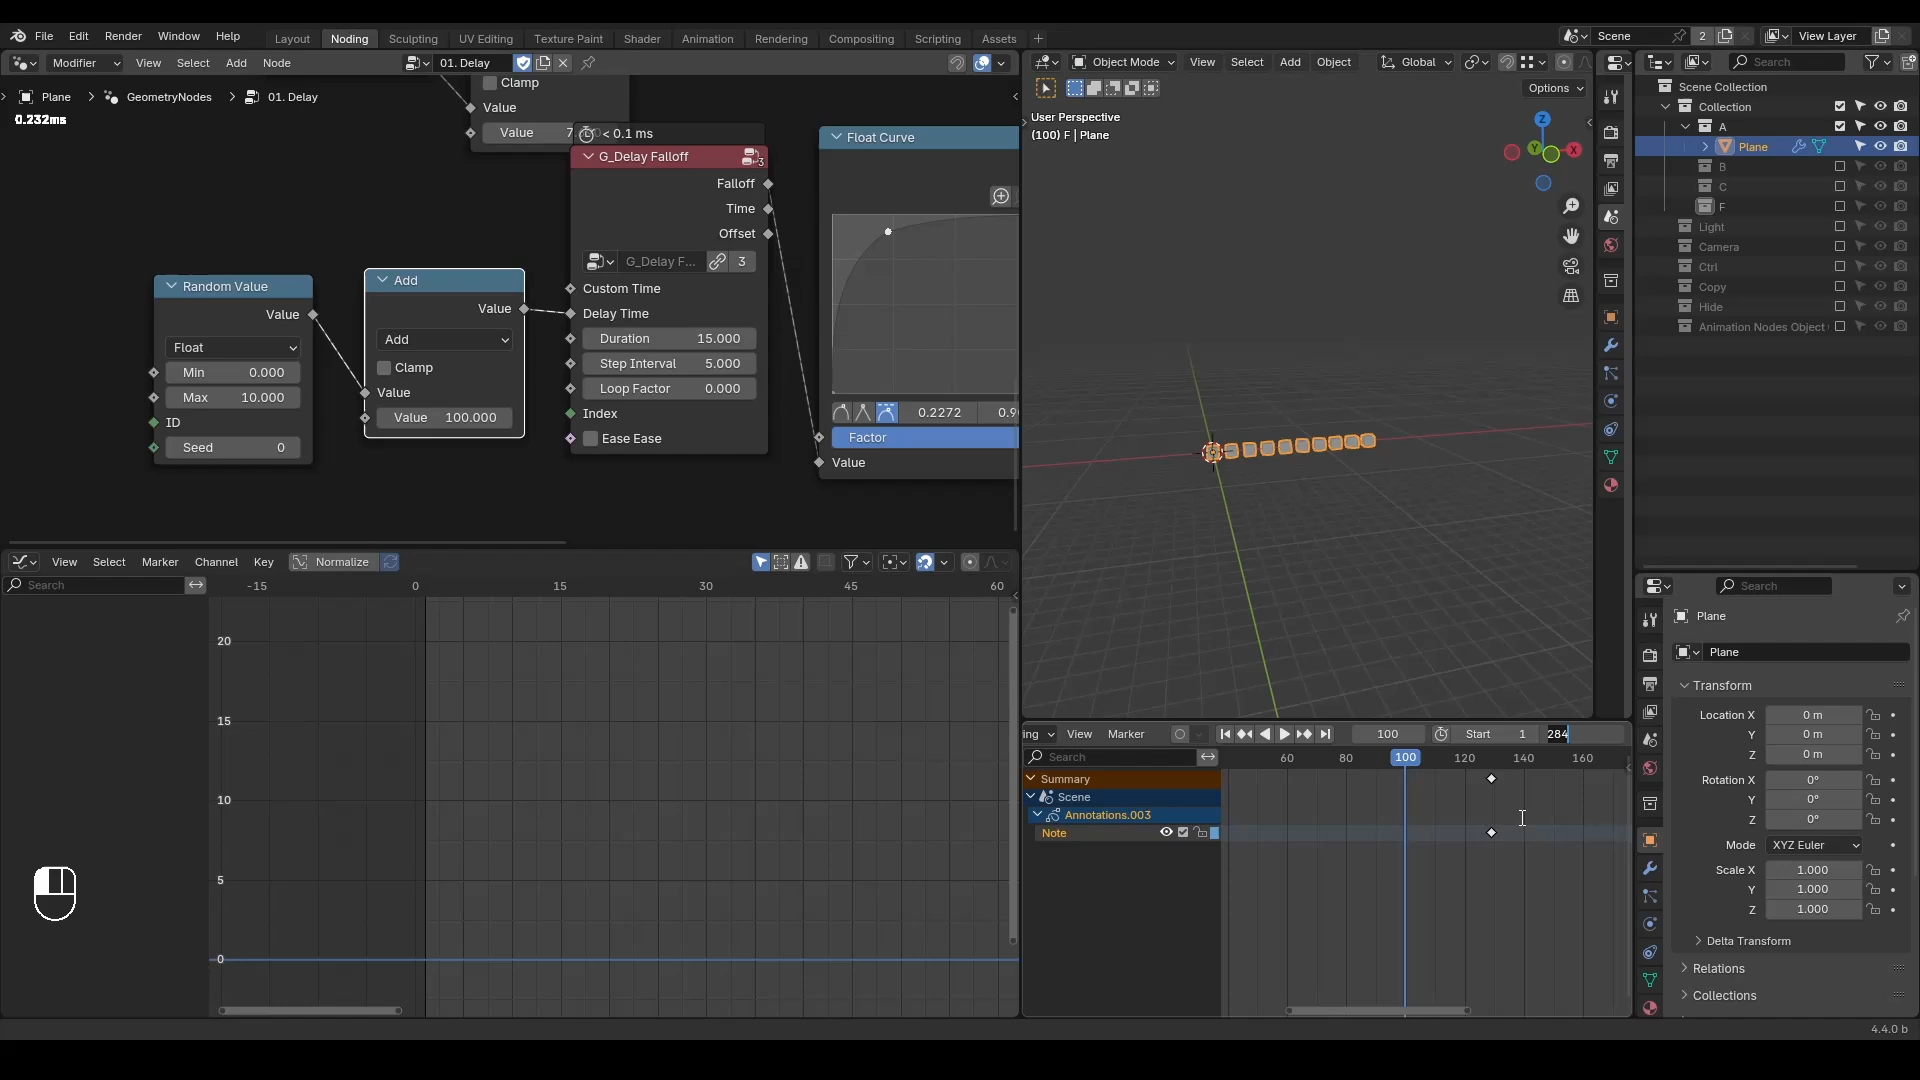 File Edit Render Window Help
Layout Noding Sculpting UV Editing Texture Paint Shader Animation Rendering Compositing Scripting Assets +
Scene 2 View Layer
Modifier View Select Add Node 01. Delay
Object Mode View Select Add Object Global
Search
Plane GeometryNodes 01. Delay
0.232ms
Clamp
Value
Value 7.
< 0.1 ms
G_Delay Falloff
3
Falloff
Time
Offset
G_Delay F... 3
Custom Time
Delay Time
Duration 15.000
Step Interval 5.000
Loop Factor 0.000
Index
Ease Ease
Random Value
Value
Float
Min 0.000
Max 10.000
ID
Seed 0
Add
Value
Add
Clamp
Value
Value 100.000
Float Curve
0.2272
Factor
Value
Options
User Perspective
(100) F | Plane
Z
Y
X
Scene Collection
Collection
A
Plane
B
C
F
Light
Camera
Ctrl
Copy
Hide
Animation Nodes Object
View Select Marker Channel Key Normalize
Search
-15 0 15 30 45 60
20
15
10
5
0
ing View Marker 100 Start 1 284
Search
60 80 100 120 140 160
Summary
Scene
Annotations.003
Note
Search
Plane
Plane
Transform
Location X 0 m
Y 0 m
Z 0 m
Rotation X 0°
Y 0°
Z 0°
Mode XYZ Euler
Scale X 1.000
Y 1.000
Z 1.000
Delta Transform
Relations
Collections
4.4.0 b